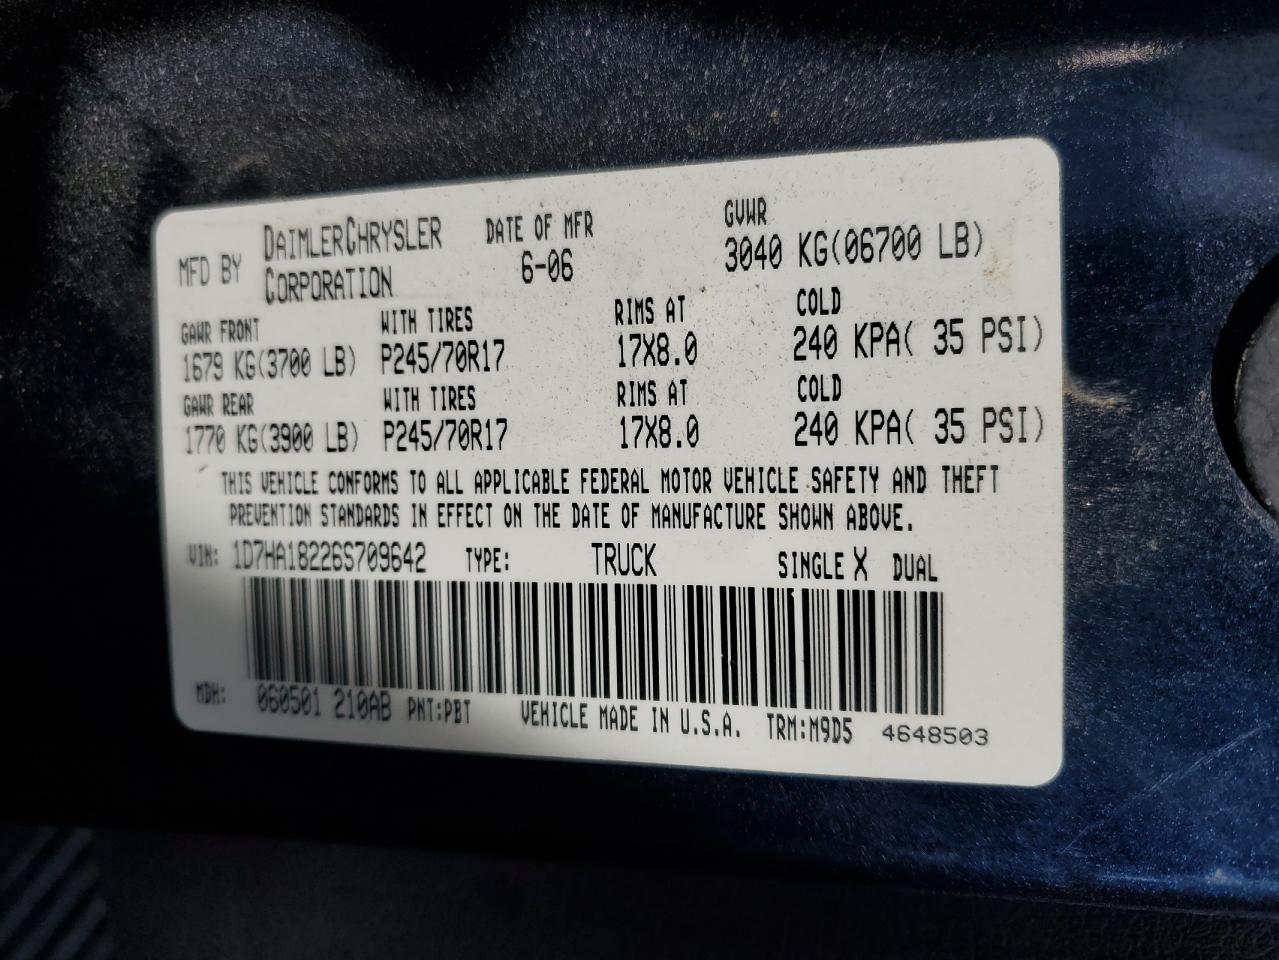 MFD BY DAIMLERCHRYSLER CORPORATION DATE OF MFR 6-06 GVWR 3040 KG(06700 LB)
GAWR FRONT WITH TIRES RIMS AT COLD
1679 KG(3700 LB) P245/70R17 17X8.0 240 KPA( 35 PSI)
GAWR REAR WITH TIRES RIMS AT COLD
1770 KG(3900 LB) P245/70R17 17X8.0 240 KPA( 35 PSI)
THIS VEHICLE CONFORMS TO ALL APPLICABLE FEDERAL MOTOR VEHICLE SAFETY AND THEFT
PREVENTION STANDARDS IN EFFECT ON THE DATE OF MANUFACTURE SHOWN ABOVE.
VIN: 1D7HA18226S709642 TYPE: TRUCK SINGLE X DUAL
MDH: 060501 210AB PNT:PBT VEHICLE MADE IN U.S.A. TRM:M9D5 4648503